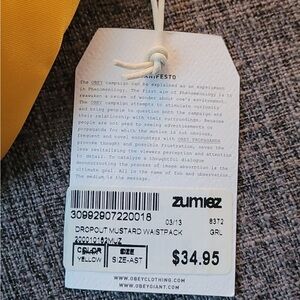 MANIFESTO
The OBEY campaign can be explained as an experiment
in Phenomenology. The first aim of Phenomenology is to
reawaken a sense of wonder about one's environment.
The OBEY campaign attempts to stimulate curiosity
and bring people to question both the campaign and
their relationship with their surroundings. Because
people are not used to seeing advertisements or
propaganda for which the motive is not obvious,
frequent and novel encounters with OBEY PROPAGANDA
provoke thought and possible frustration,
revitalizing the viewers perception and attention
to detail. To catalyze a thoughtful dialogue
the process of image absorption is the
ultimate goal. All in the name of fun and observation.
The medium is the message.
zumiez
30992907220018
03/13
8372
DROPOUT MUSTARD WAISTPACK
GRL
200010162MUZ
COLOR
SIZE
YELLOW
SIZE-AST
$34.95
WWW.OBEYCLOTHING.COM
WWW.OBEYGIANT.COM